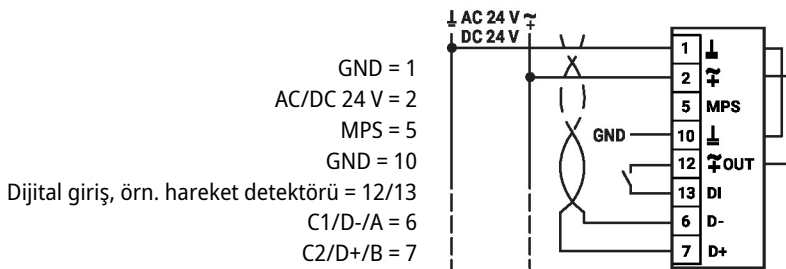 AC 24 V
DC 24 V
GND = 1
AC/DC 24 V = 2
MPS = 5
GND = 10
Dijital giriş, örn. hareket detektörü = 12/13
C1/D-/A = 6
C2/D+/B = 7
1
2
5 MPS
GND 10
12 OUT
13 DI
6 D-
7 D+